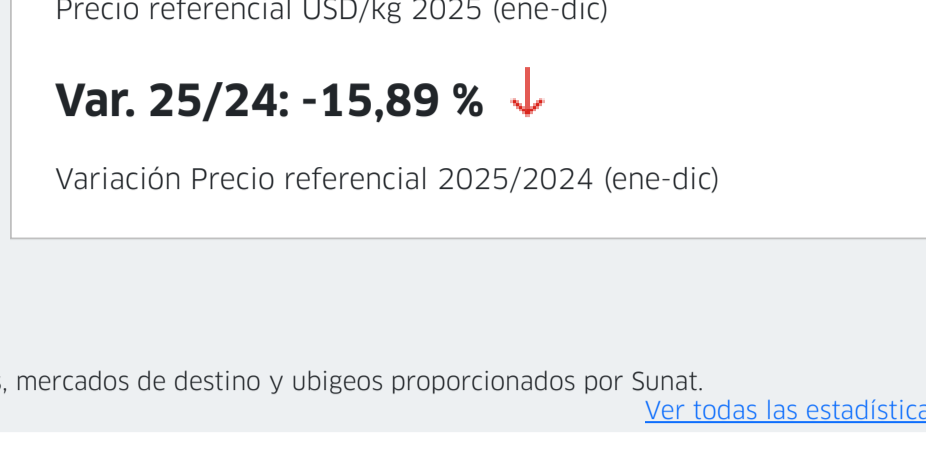 Precio referencial USD/kg 2025 (ene-dic)
Var. 25/24: -15,89 %
Variación Precio referencial 2025/2024 (ene-dic)
, mercados de destino y ubigeos proporcionados por Sunat.
Ver todas las estadística